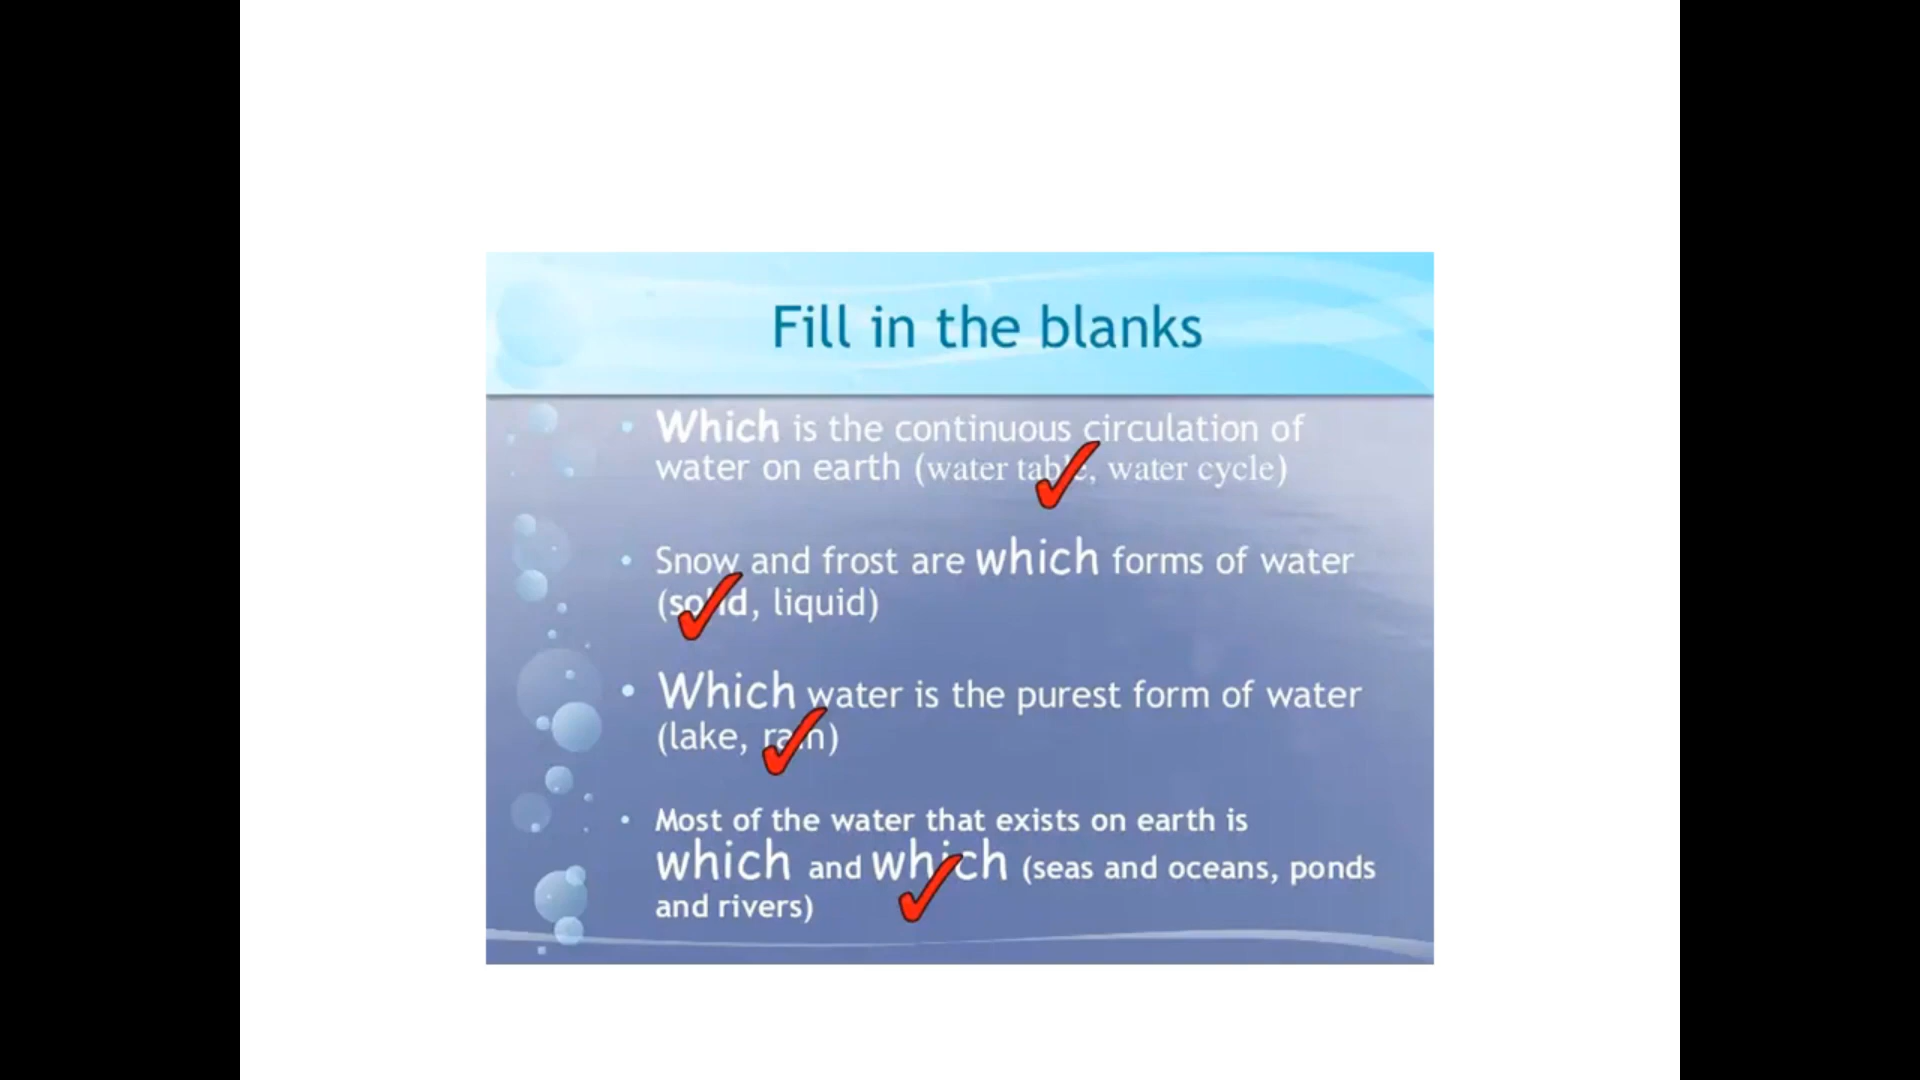 Fill in the blanks
• Which is the continuous circulation of
water on earth (water table, water cycle)
• Snow and frost are which forms of water
(solid, liquid)
• Which water is the purest form of water
(lake, rain)
• Most of the water that exists on earth is
which and which (seas and oceans, ponds
and rivers)